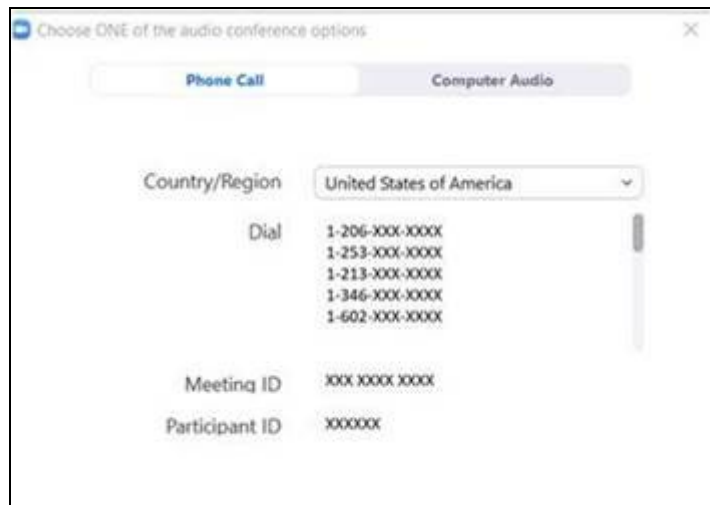 Choose ONE of the audio conference options
Phone Call Computer Audio
Country/Region United States of America
Dial 1-206-XXX-XXXX
1-253-XXX-XXXX
1-213-XXX-XXXX
1-346-XXX-XXXX
1-602-XXX-XXXX
Meeting ID XXX XXXX XXXX
Participant ID XXXXXX